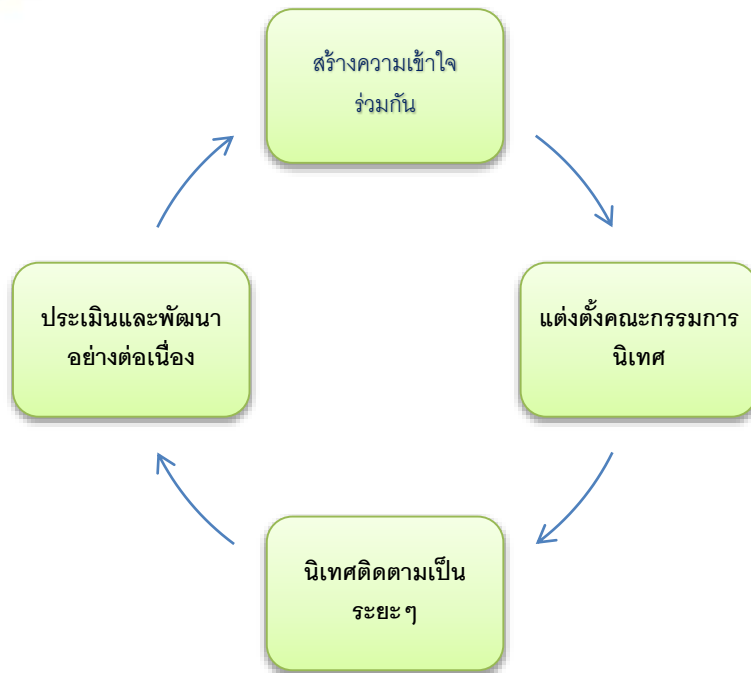 สร้างความเข้าใจ
ร่วมกัน
แต่งตั้งคณะกรรมการ
นิเทศ
นิเทศติดตามเป็น
ระยะๆ
ประเมินและพัฒนา
อย่างต่อเนื่อง